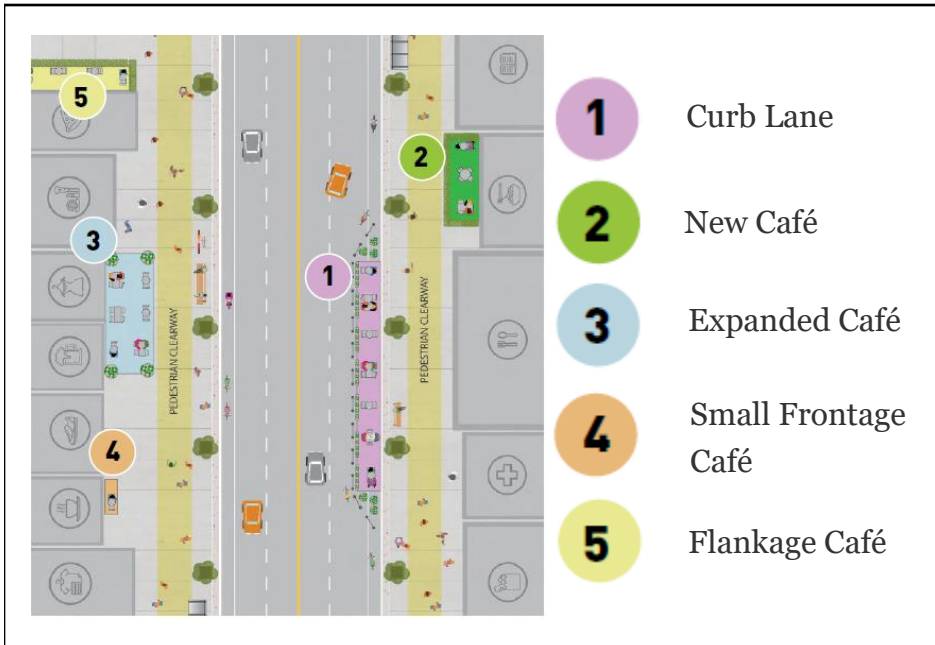 5
2
3
1
4
PEDESTRIAN CLEARWAY
PEDESTRIAN CLEARWAY
1 Curb Lane
2 New Café
3 Expanded Café
4 Small Frontage
Café
5 Flankage Café